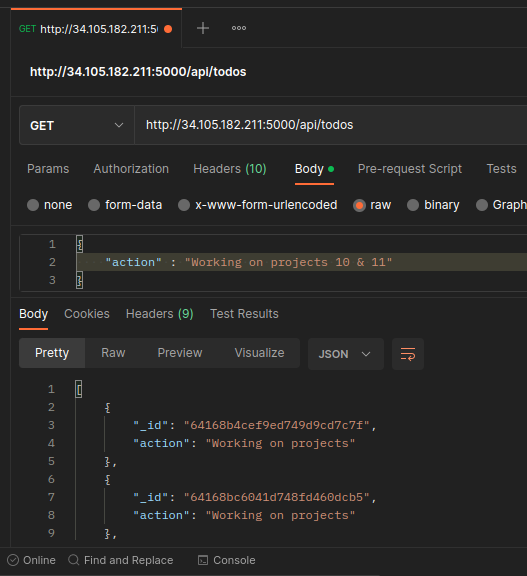 GET http://34.105.182.211:5(
http://34.105.182.211:5000/api/todos
GET http://34.105.182.211:5000/api/todos
Params Authorization Headers (10) Body Pre-request Script Tests
none form-data x-www-form-urlencoded raw binary Graph
1 {
2 "action" : "Working on projects 10 & 11"
3 }
Body Cookies Headers (9) Test Results
Pretty Raw Preview Visualize JSON
1 [
2 {
3 "_id": "64168b4cef9ed749d9cd7c7f",
4 "action": "Working on projects"
5 },
6 {
7 "_id": "64168bc6041d748fd460dcb5",
8 "action": "Working on projects"
9 },
Online Find and Replace Console